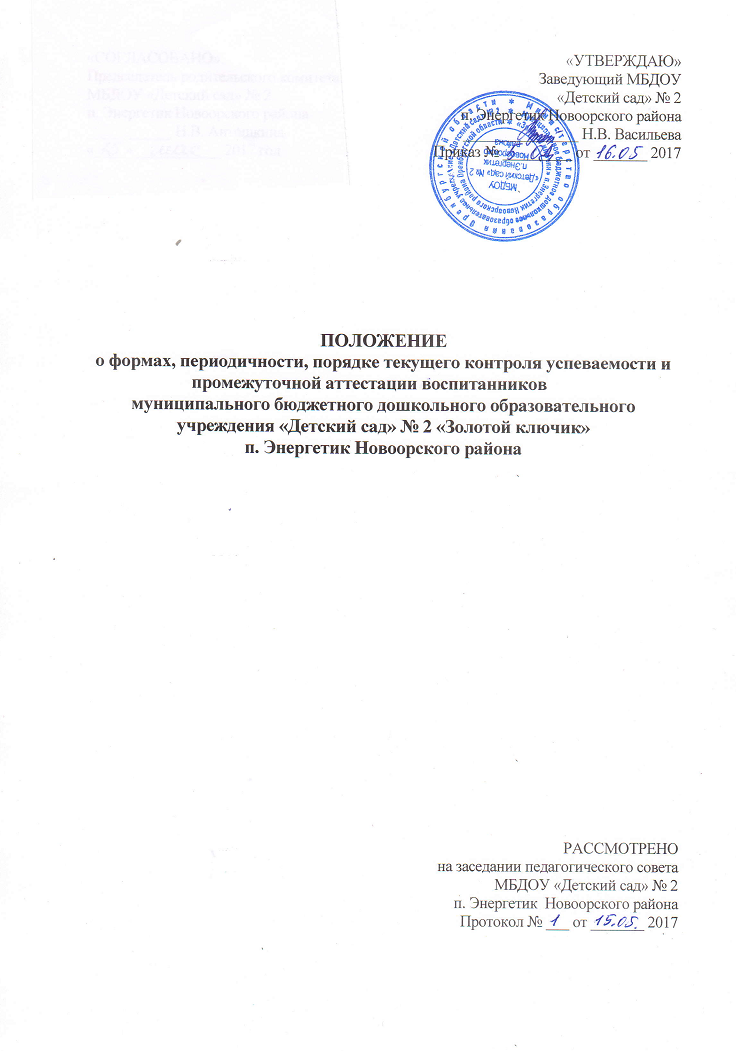 «УТВЕРЖДАЮ»
Заведующий МБДОУ
«Детский сад» № 2
п. Энергетик Новоорского района
Н.В. Васильева
Приказ № от 16.05 2017
ПОЛОЖЕНИЕ
о формах, периодичности, порядке текущего контроля успеваемости и
промежуточной аттестации воспитанников
муниципального бюджетного дошкольного образовательного
учреждения «Детский сад» № 2 «Золотой ключик»
п. Энергетик Новоорского района
РАССМОТРЕНО
на заседании педагогического совета
МБДОУ «Детский сад» № 2
п. Энергетик Новоорского района
Протокол № 1 от 15.05. 2017